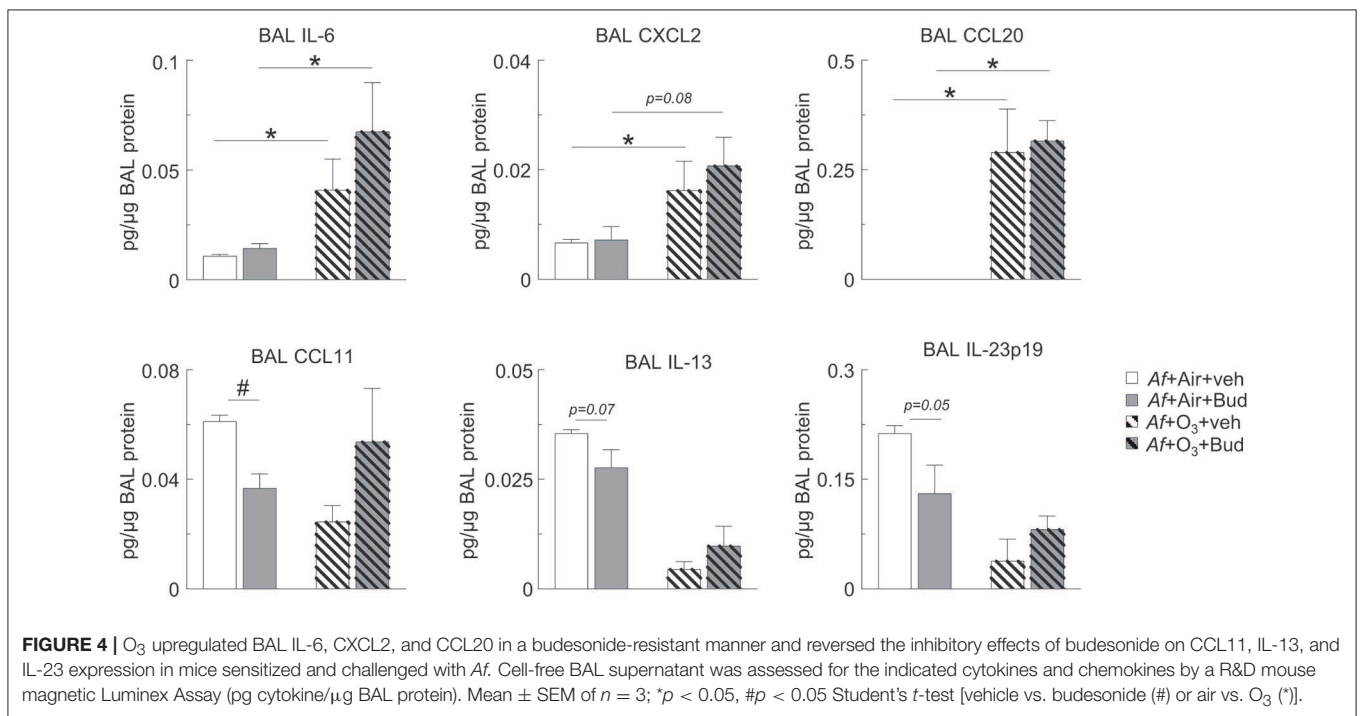 BAL IL-6
0.1
0.05
0
pg/µg BAL protein
*
*
BAL CXCL2
0.04
0.02
0
pg/µg BAL protein
*
p=0.08
BAL CCL20
0.5
0.25
0
pg/µg BAL protein
*
*
BAL CCL11
0.08
0.04
0
pg/µg BAL protein
#
BAL IL-13
0.05
0.025
0
pg/µg BAL protein
p=0.07
BAL IL-23p19
0.3
0.15
0
pg/µg BAL protein
p=0.05
Af+Air+veh
Af+Air+Bud
Af+O₃+veh
Af+O₃+Bud
FIGURE 4 | O₃ upregulated BAL IL-6, CXCL2, and CCL20 in a budesonide-resistant manner and reversed the inhibitory effects of budesonide on CCL11, IL-13, and
IL-23 expression in mice sensitized and challenged with Af. Cell-free BAL supernatant was assessed for the indicated cytokines and chemokines by a R&D mouse
magnetic Luminex Assay (pg cytokine/µg BAL protein). Mean ± SEM of n = 3; *p < 0.05, #p < 0.05 Student's t-test [vehicle vs. budesonide (#) or air vs. O₃ (*)].